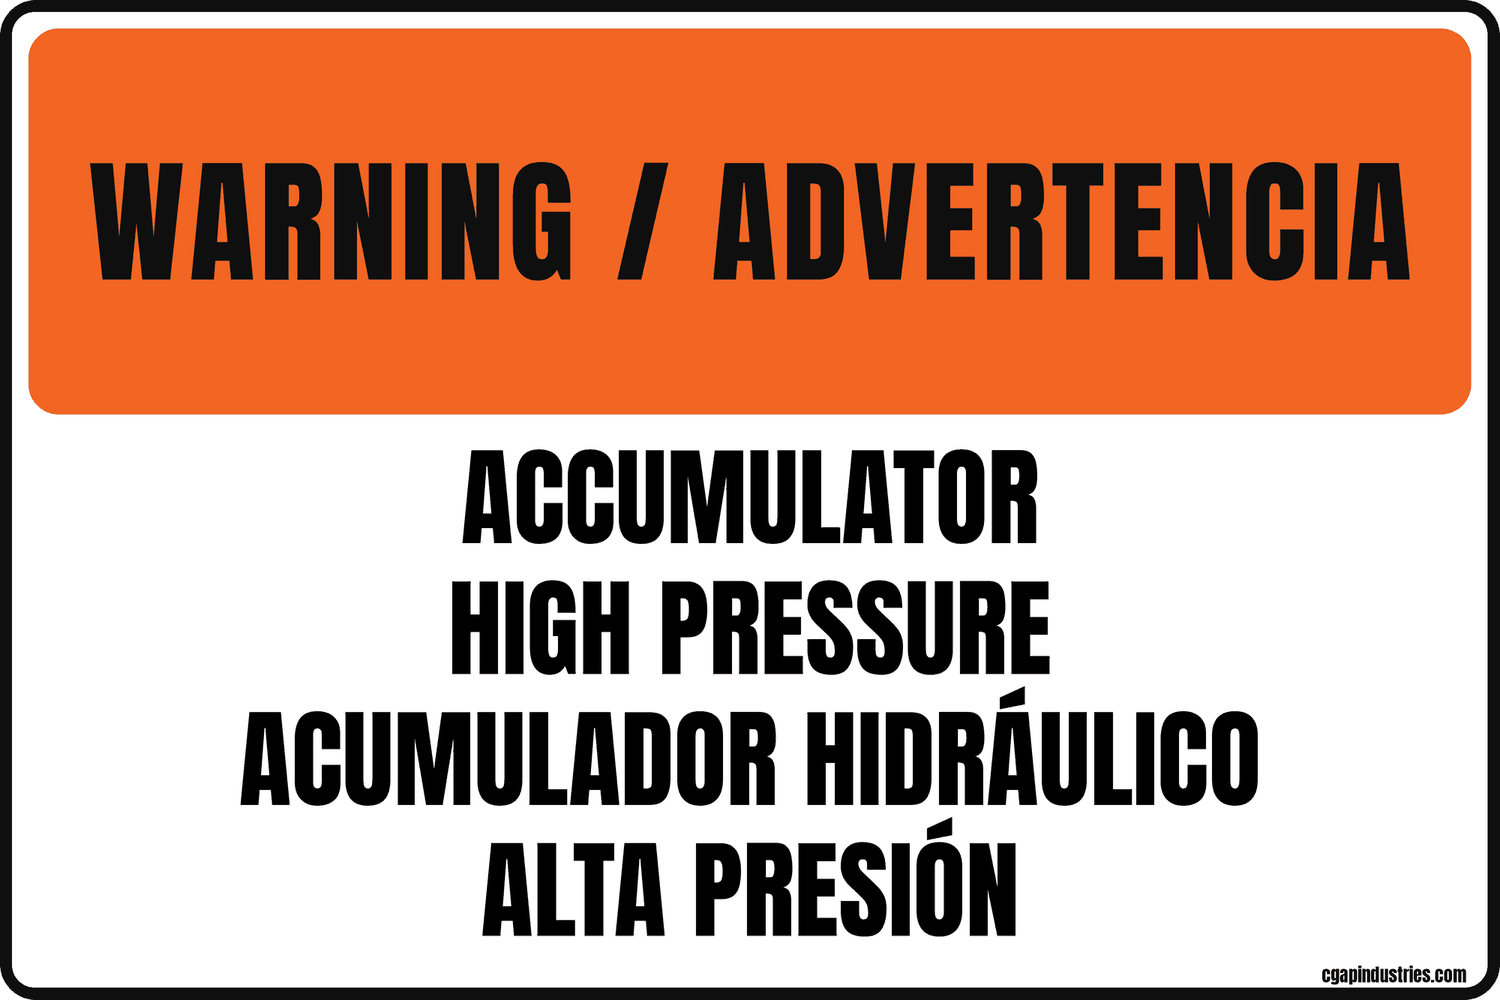 WARNING / ADVERTENCIA
ACCUMULATOR
HIGH PRESSURE
ACUMULADOR HIDRÁULICO
ALTA PRESIÓN
cgapindustries.com